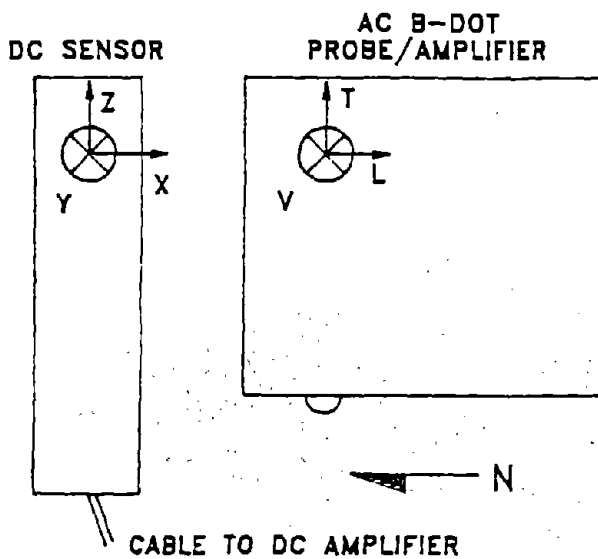 DC SENSOR
AC B-DOT
PROBE/AMPLIFIER
Z
X
Y
T
L
V
N
CABLE TO DC AMPLIFIER